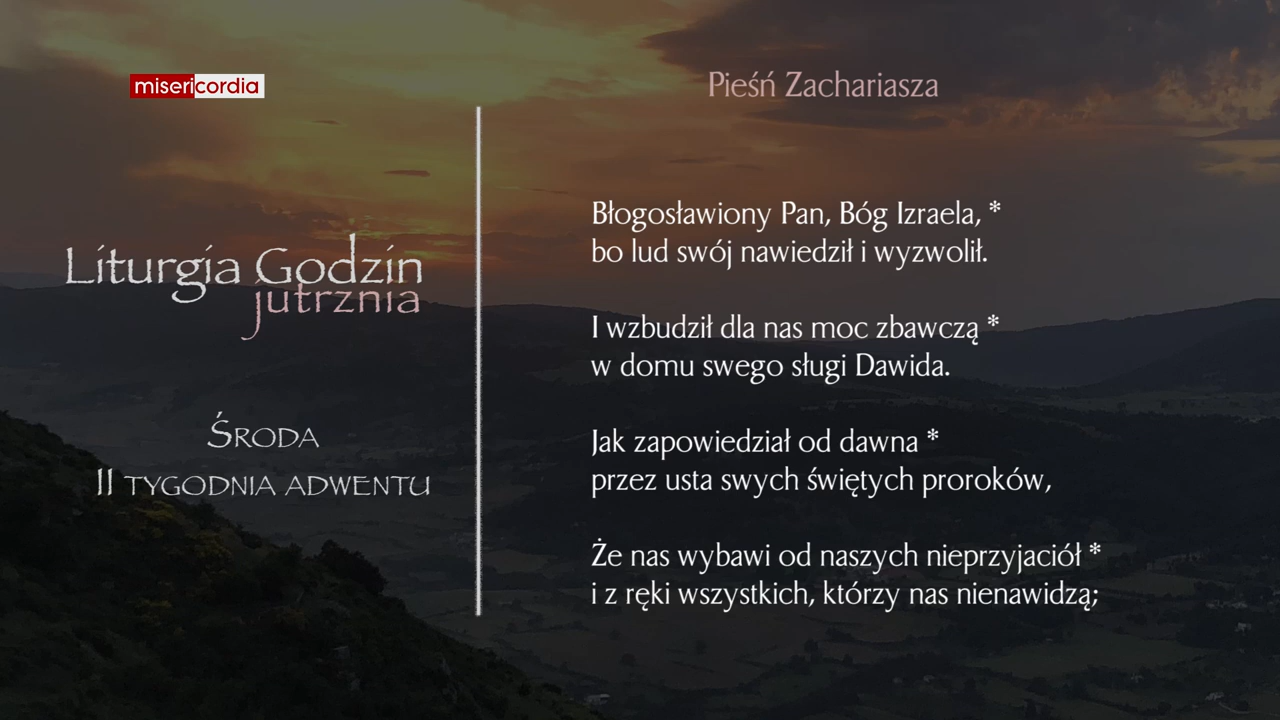 misericordia
Liturgia Godzin
jutrznia
Środa
II tygodnia adwentu
Pieśń Zachariasza
Błogosławiony Pan, Bóg Izraela, *
bo lud swój nawiedził i wyzwolił.
I wzbudził dla nas moc zbawczą *
w domu swego sługi Dawida.
Jak zapowiedział od dawna *
przez usta swych świętych proroków,
Że nas wybawi od naszych nieprzyjaciół *
i z ręki wszystkich, którzy nas nienawidzą;